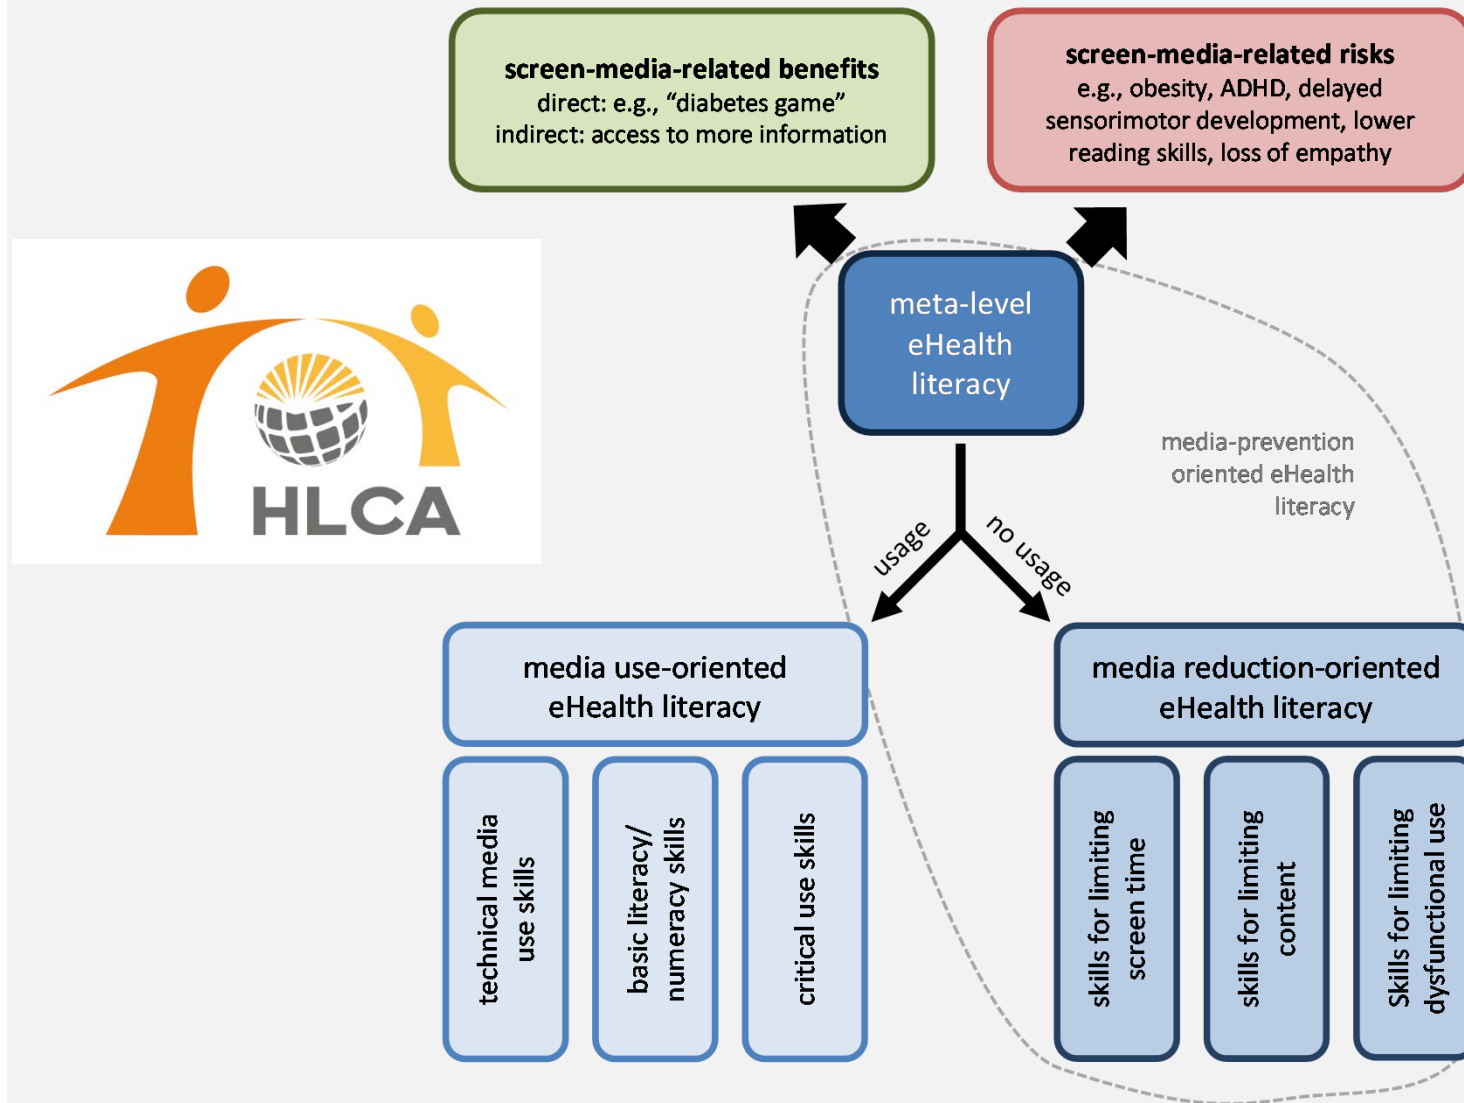 screen-media-related benefits
direct: e.g., “diabetes game”
indirect: access to more information
screen-media-related risks
e.g., obesity, ADHD, delayed
sensorimotor development, lower
reading skills, loss of empathy
HLCA
meta-level
eHealth
literacy
media-prevention
oriented eHealth
literacy
usage
no usage
media use-oriented
eHealth literacy
media reduction-oriented
eHealth literacy
technical media
use skills
basic literacy/
numeracy skills
critical use skills
skills for limiting
screen time
skills for limiting
content
Skills for limiting
dysfunctional use